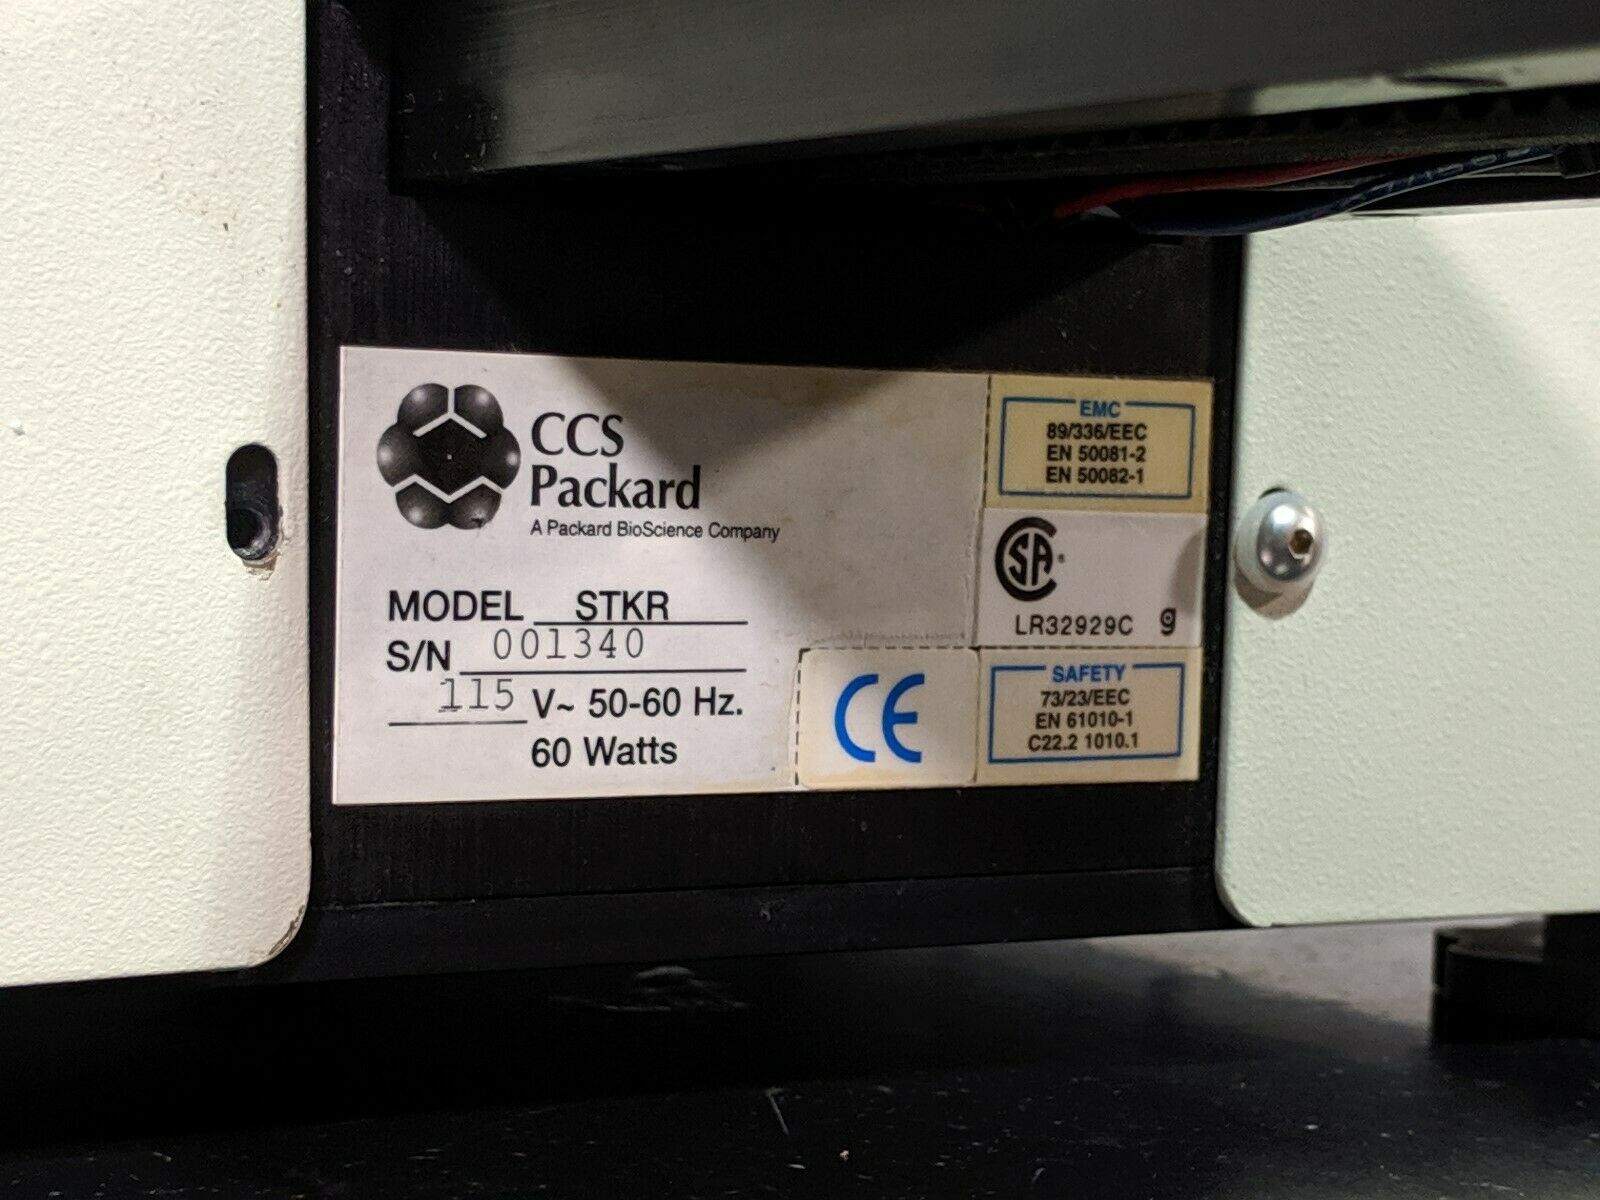 CCS
Packard
A Packard BioScience Company
MODEL STKR
S/N 001340
115 V~ 50-60 Hz.
60 Watts
EMC
89/336/EEC
EN 50081-2
EN 50082-1
CSA ®
LR32929C g
CE
SAFETY
73/23/EEC
EN 61010-1
C22.2 1010.1